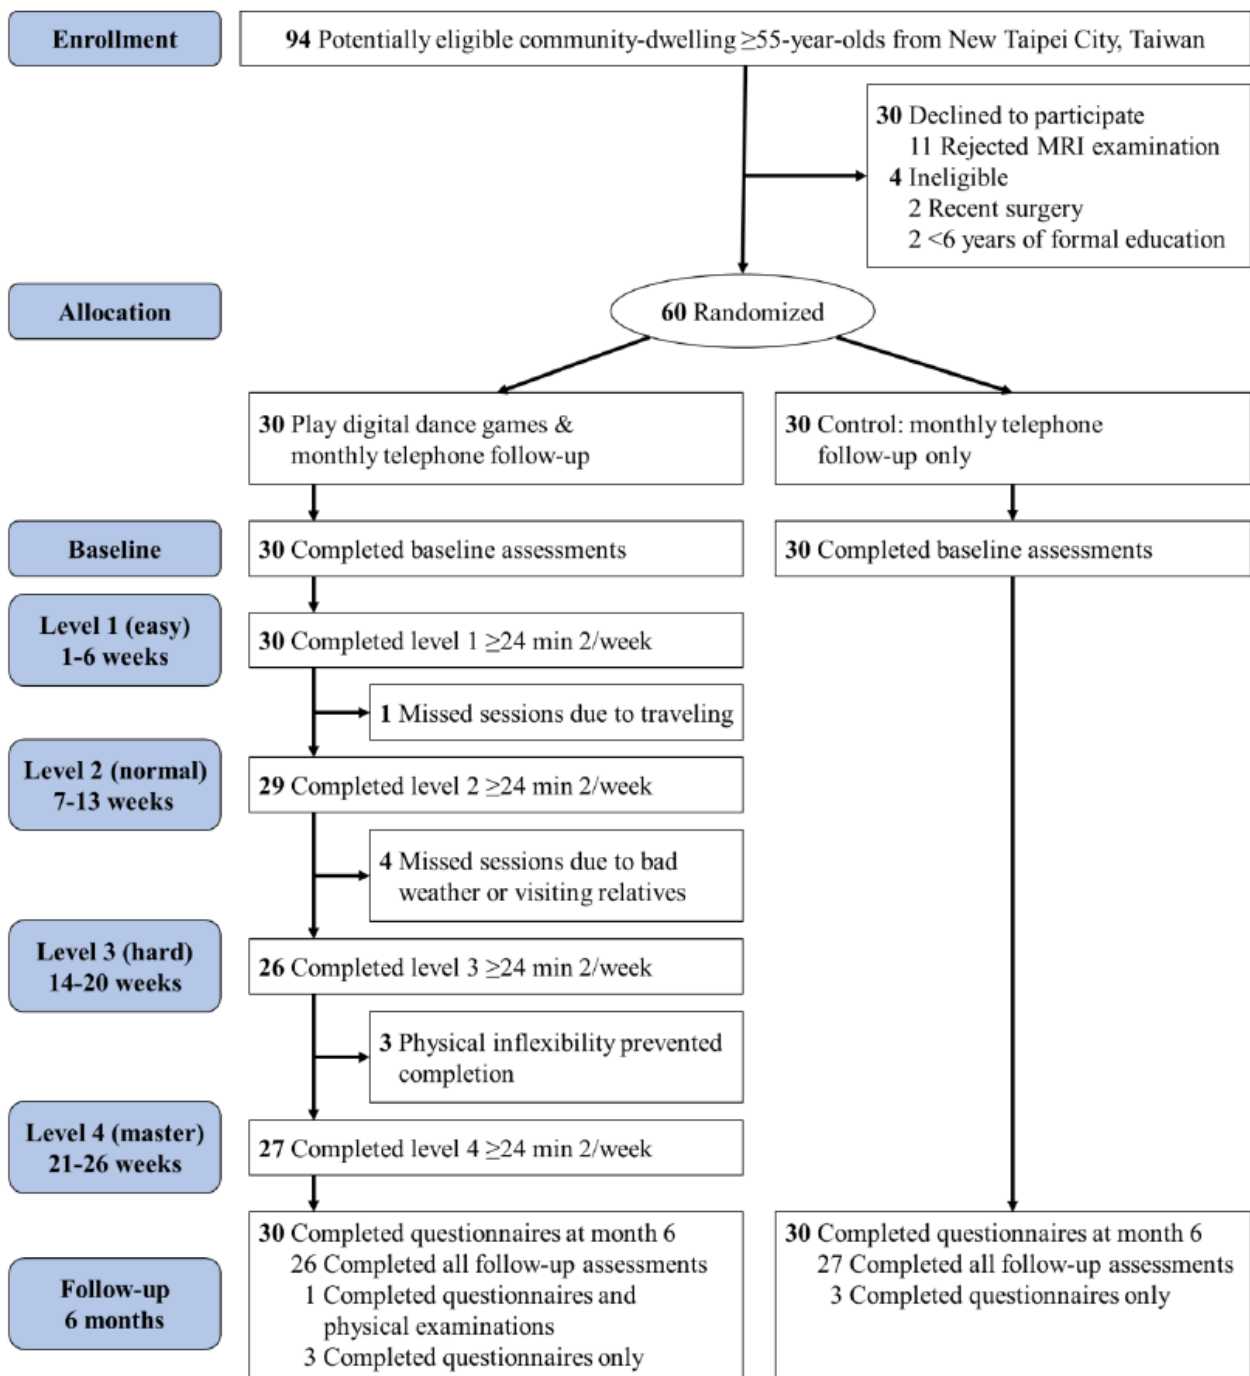 Enrollment
94 Potentially eligible community-dwelling ≥55-year-olds from New Taipei City, Taiwan
30 Declined to participate
11 Rejected MRI examination
4 Ineligible
2 Recent surgery
2 <6 years of formal education
Allocation
60 Randomized
30 Play digital dance games &
monthly telephone follow-up
30 Control: monthly telephone
follow-up only
Baseline
30 Completed baseline assessments
30 Completed baseline assessments
Level 1 (easy)
1-6 weeks
30 Completed level 1 ≥24 min 2/week
1 Missed sessions due to traveling
Level 2 (normal)
7-13 weeks
29 Completed level 2 ≥24 min 2/week
4 Missed sessions due to bad
weather or visiting relatives
Level 3 (hard)
14-20 weeks
26 Completed level 3 ≥24 min 2/week
3 Physical inflexibility prevented
completion
Level 4 (master)
21-26 weeks
27 Completed level 4 ≥24 min 2/week
Follow-up
6 months
30 Completed questionnaires at month 6
26 Completed all follow-up assessments
1 Completed questionnaires and
physical examinations
3 Completed questionnaires only
30 Completed questionnaires at month 6
27 Completed all follow-up assessments
3 Completed questionnaires only